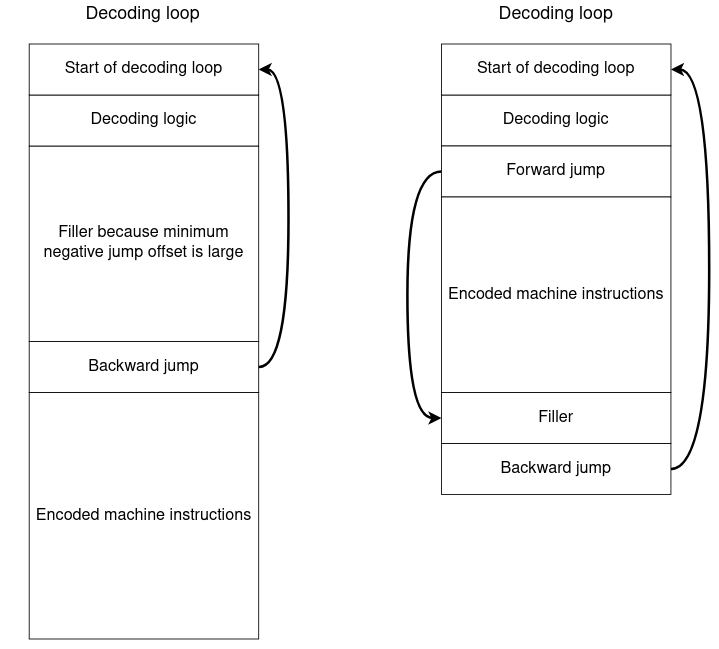 Decoding loop
Start of decoding loop
Decoding logic
Filler because minimum
negative jump offset is large
Backward jump
Encoded machine instructions
Decoding loop
Start of decoding loop
Decoding logic
Forward jump
Encoded machine instructions
Filler
Backward jump